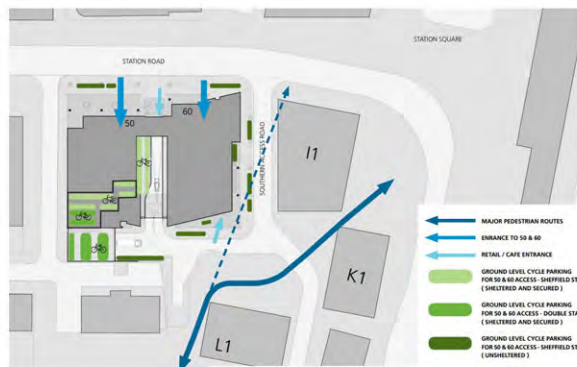 STATION SQUARE
STATION ROAD
60
50
I1
SOUTHERN ACCESS ROAD
K1
L1
MAJOR PEDESTRIAN ROUTES
ENTRANCE TO 50 & 60
RETAIL / CAFE ENTRANCE
GROUND LEVEL CYCLE PARKING
FOR 50 & 60 ACCESS - SHEFFIELD ST
( SHELTERED AND SECURED )
GROUND LEVEL CYCLE PARKING
FOR 50 & 60 ACCESS - DOUBLE STA
( SHELTERED AND SECURED )
GROUND LEVEL CYCLE PARKING
FOR 50 & 60 ACCESS - SHEFFIELD ST
( UNSHELTERED )